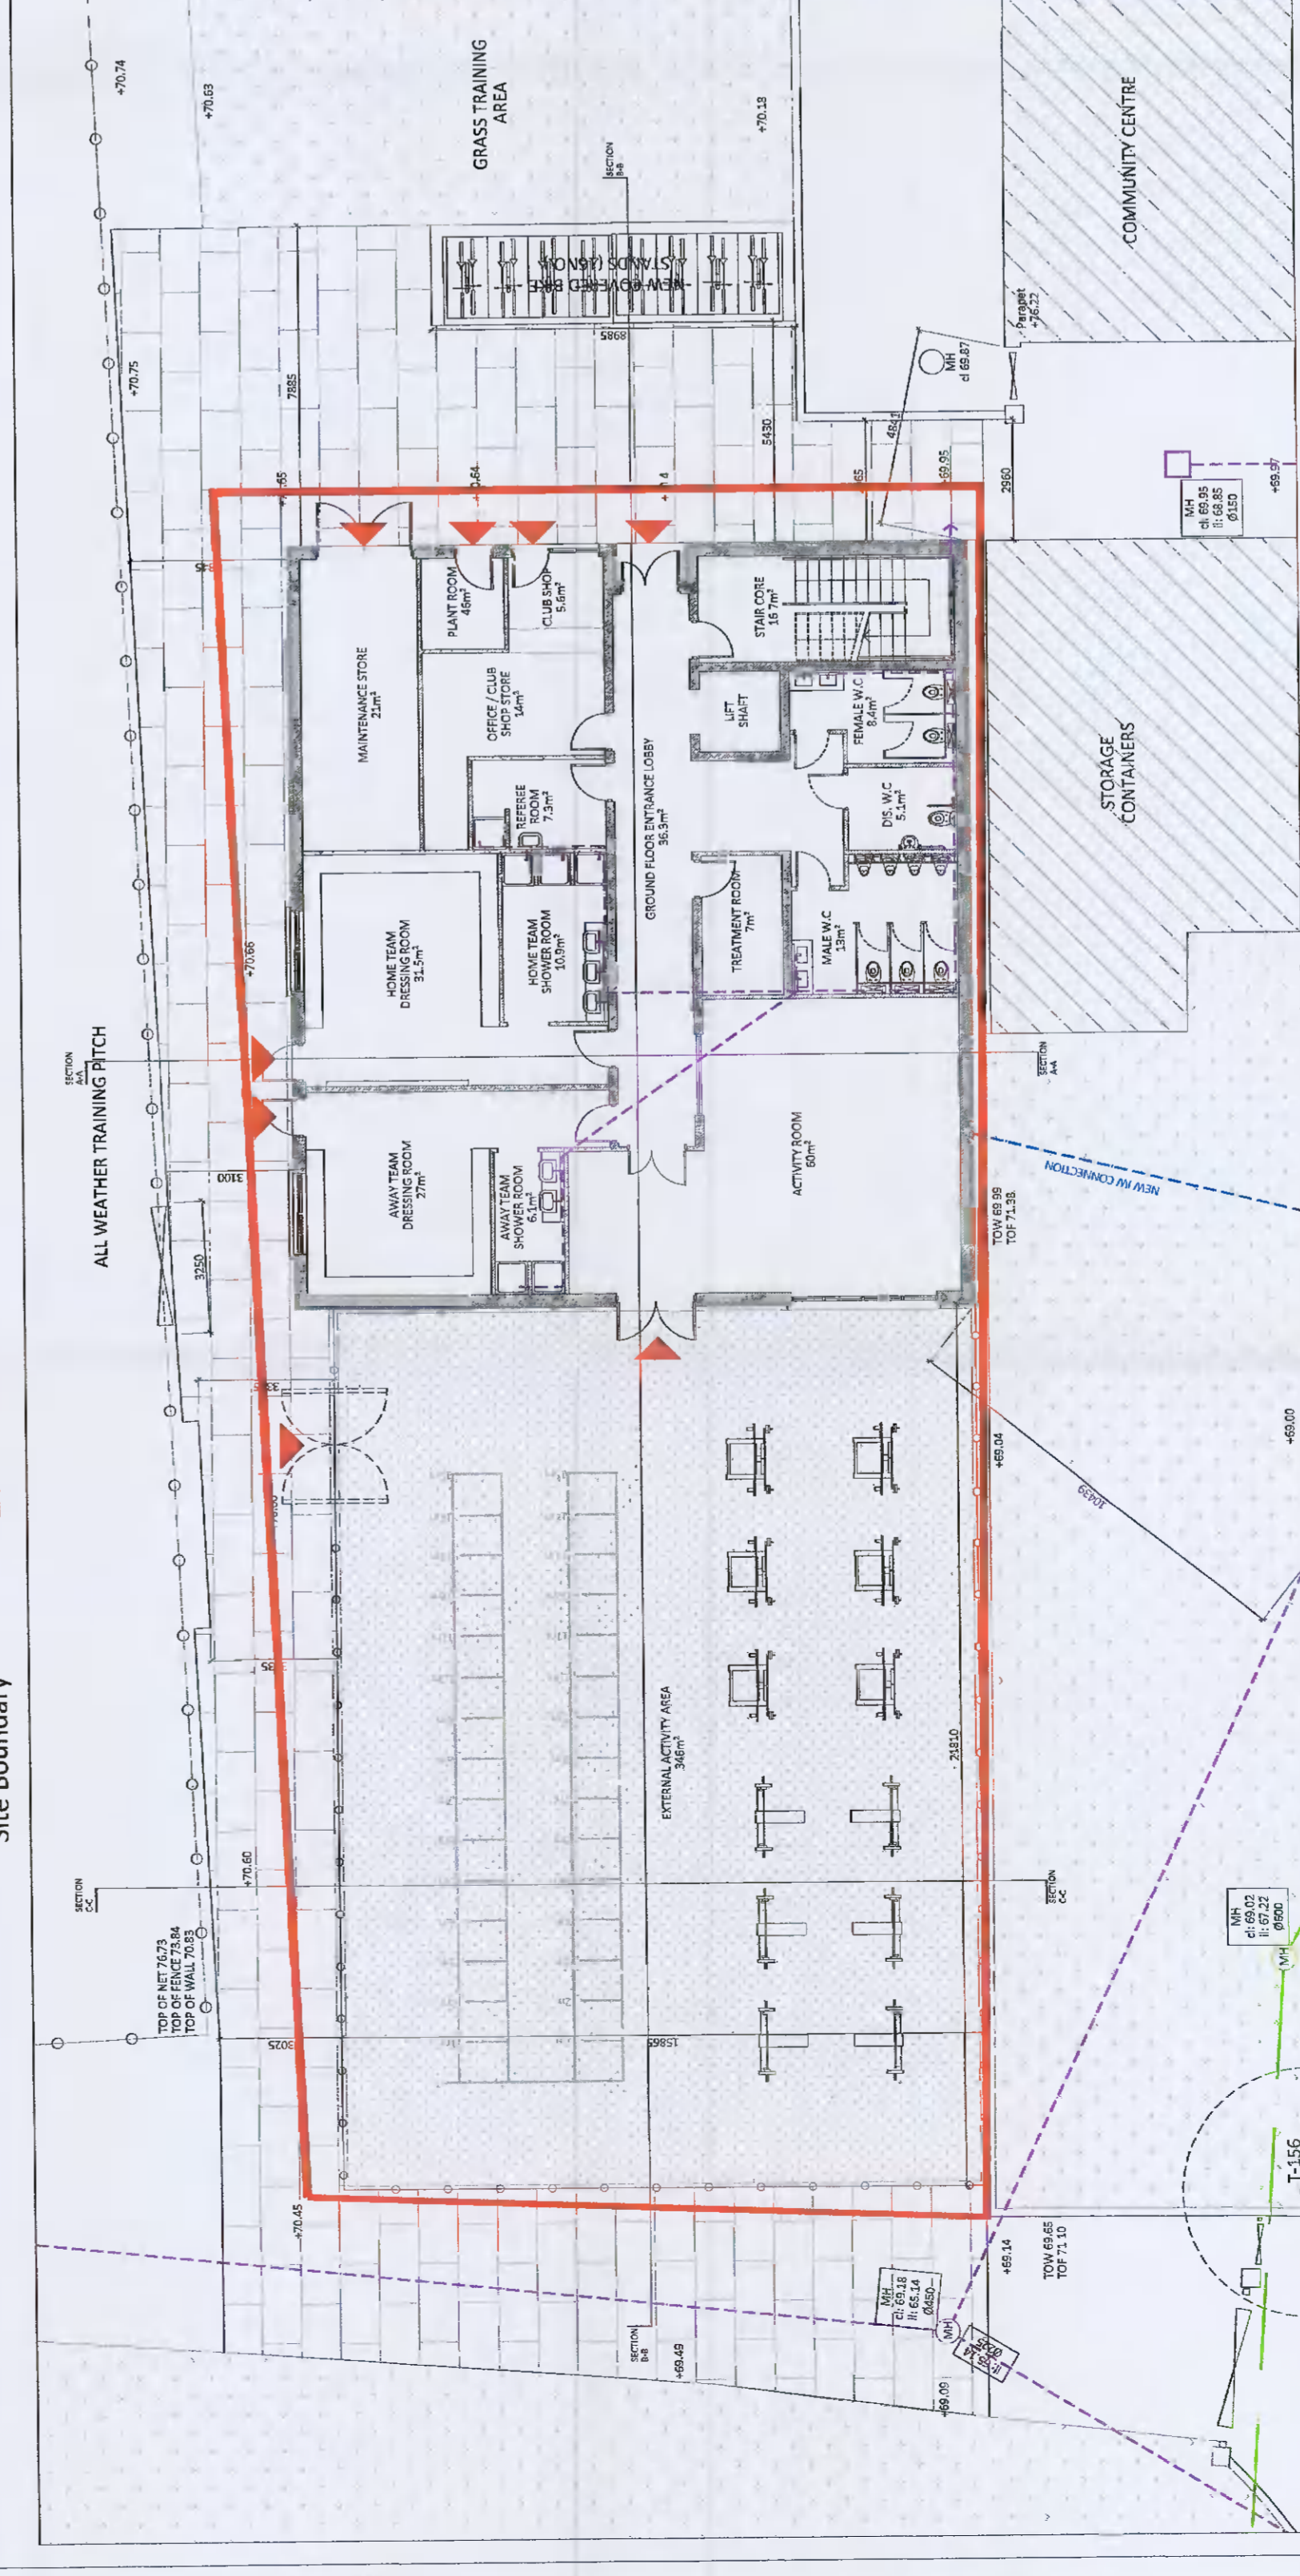 Site Boundary
ALL WEATHER TRAINING PITCH
GRASS TRAINING
AREA
NEW COVERED BIKE
STANDS (16NO)
COMMUNITY CENTRE
STORAGE
CONTAINERS
MAINTENANCE STORE
21m²
PLANT ROOM
46m²
CLUB SHOP
5.6m²
OFFICE / CLUB
SHOP STORE
14m²
REFEREE
ROOM
7.3m²
HOME TEAM
DRESSING ROOM
31.5m²
HOME TEAM
SHOWER ROOM
10.9m²
AWAY TEAM
DRESSING ROOM
27m²
AWAY TEAM
SHOWER ROOM
6.1m²
GROUND FLOOR ENTRANCE LOBBY
36.3m²
STAIR CORE
16.7m²
LIFT
SHAFT
FEMALE W.C
8.4m²
DIS. W.C
5.1m²
MALE W.C
13m²
TREATMENT ROOM
7m²
ACTIVITY ROOM
60m²
EXTERNAL ACTIVITY AREA
346m²
SECTION
A-A
SECTION
A-A
SECTION
B-B
SECTION
B-B
SECTION
C-C
SECTION
C-C
TOP OF NET 76.73
TOP OF FENCE 73.84
TOP OF WALL 70.83
NEW IW CONNECTION
TOW 69.99
TOF 71.38
TOW 69.65
TOF 71.10
MH
cl 69.87
Parapet
+76.22
MH
cl: 69.95
il: 68.85
Ø150
MH
cl: 69.02
il: 67.22
Ø600
MH
MH
cl: 69.18
il: 65.14
Ø450
MH
T-156
+70.74
+70.63
+70.75
+70.18
+70.66
+70.60
+70.45
+69.95
+69.97
+69.04
+69.00
+69.14
+69.49
+69.09
7885
8985
5430
4841
2960
3100
3250
3025
15865
21810
10439